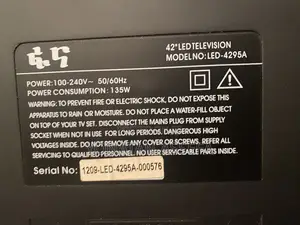 ፋና
42" LED TELEVISION
MODEL NO: LED-4295A
POWER:100-240V~ 50/60Hz
POWER CONSUMPTION: 135W
WARNING: TO PREVENT FIRE OR ELECTRIC SHOCK. DO NOT EXPOSE THIS
APPARATUS TO RAIN OR MOISTURE. DO NOT PLACE A WATER-FILL OBJECT
ON TOP OF YOUR T.V SET. DISCONNECT TO THE MAIN FROM SUPPLY
SOCKET WHEN NOT IN USE FOR LONG PERIODS. DANGEROUS HIGH
VOLTAGES INSIDE. DO NOT REMOVE ANY COVER OR SCREWS. REFER ALL
SERVICING TO QUALIFIED PERSONNEL. NO USER SERVICEABLE PARTS INSIDE.
Serial No: 1209-LED-4295A-000576